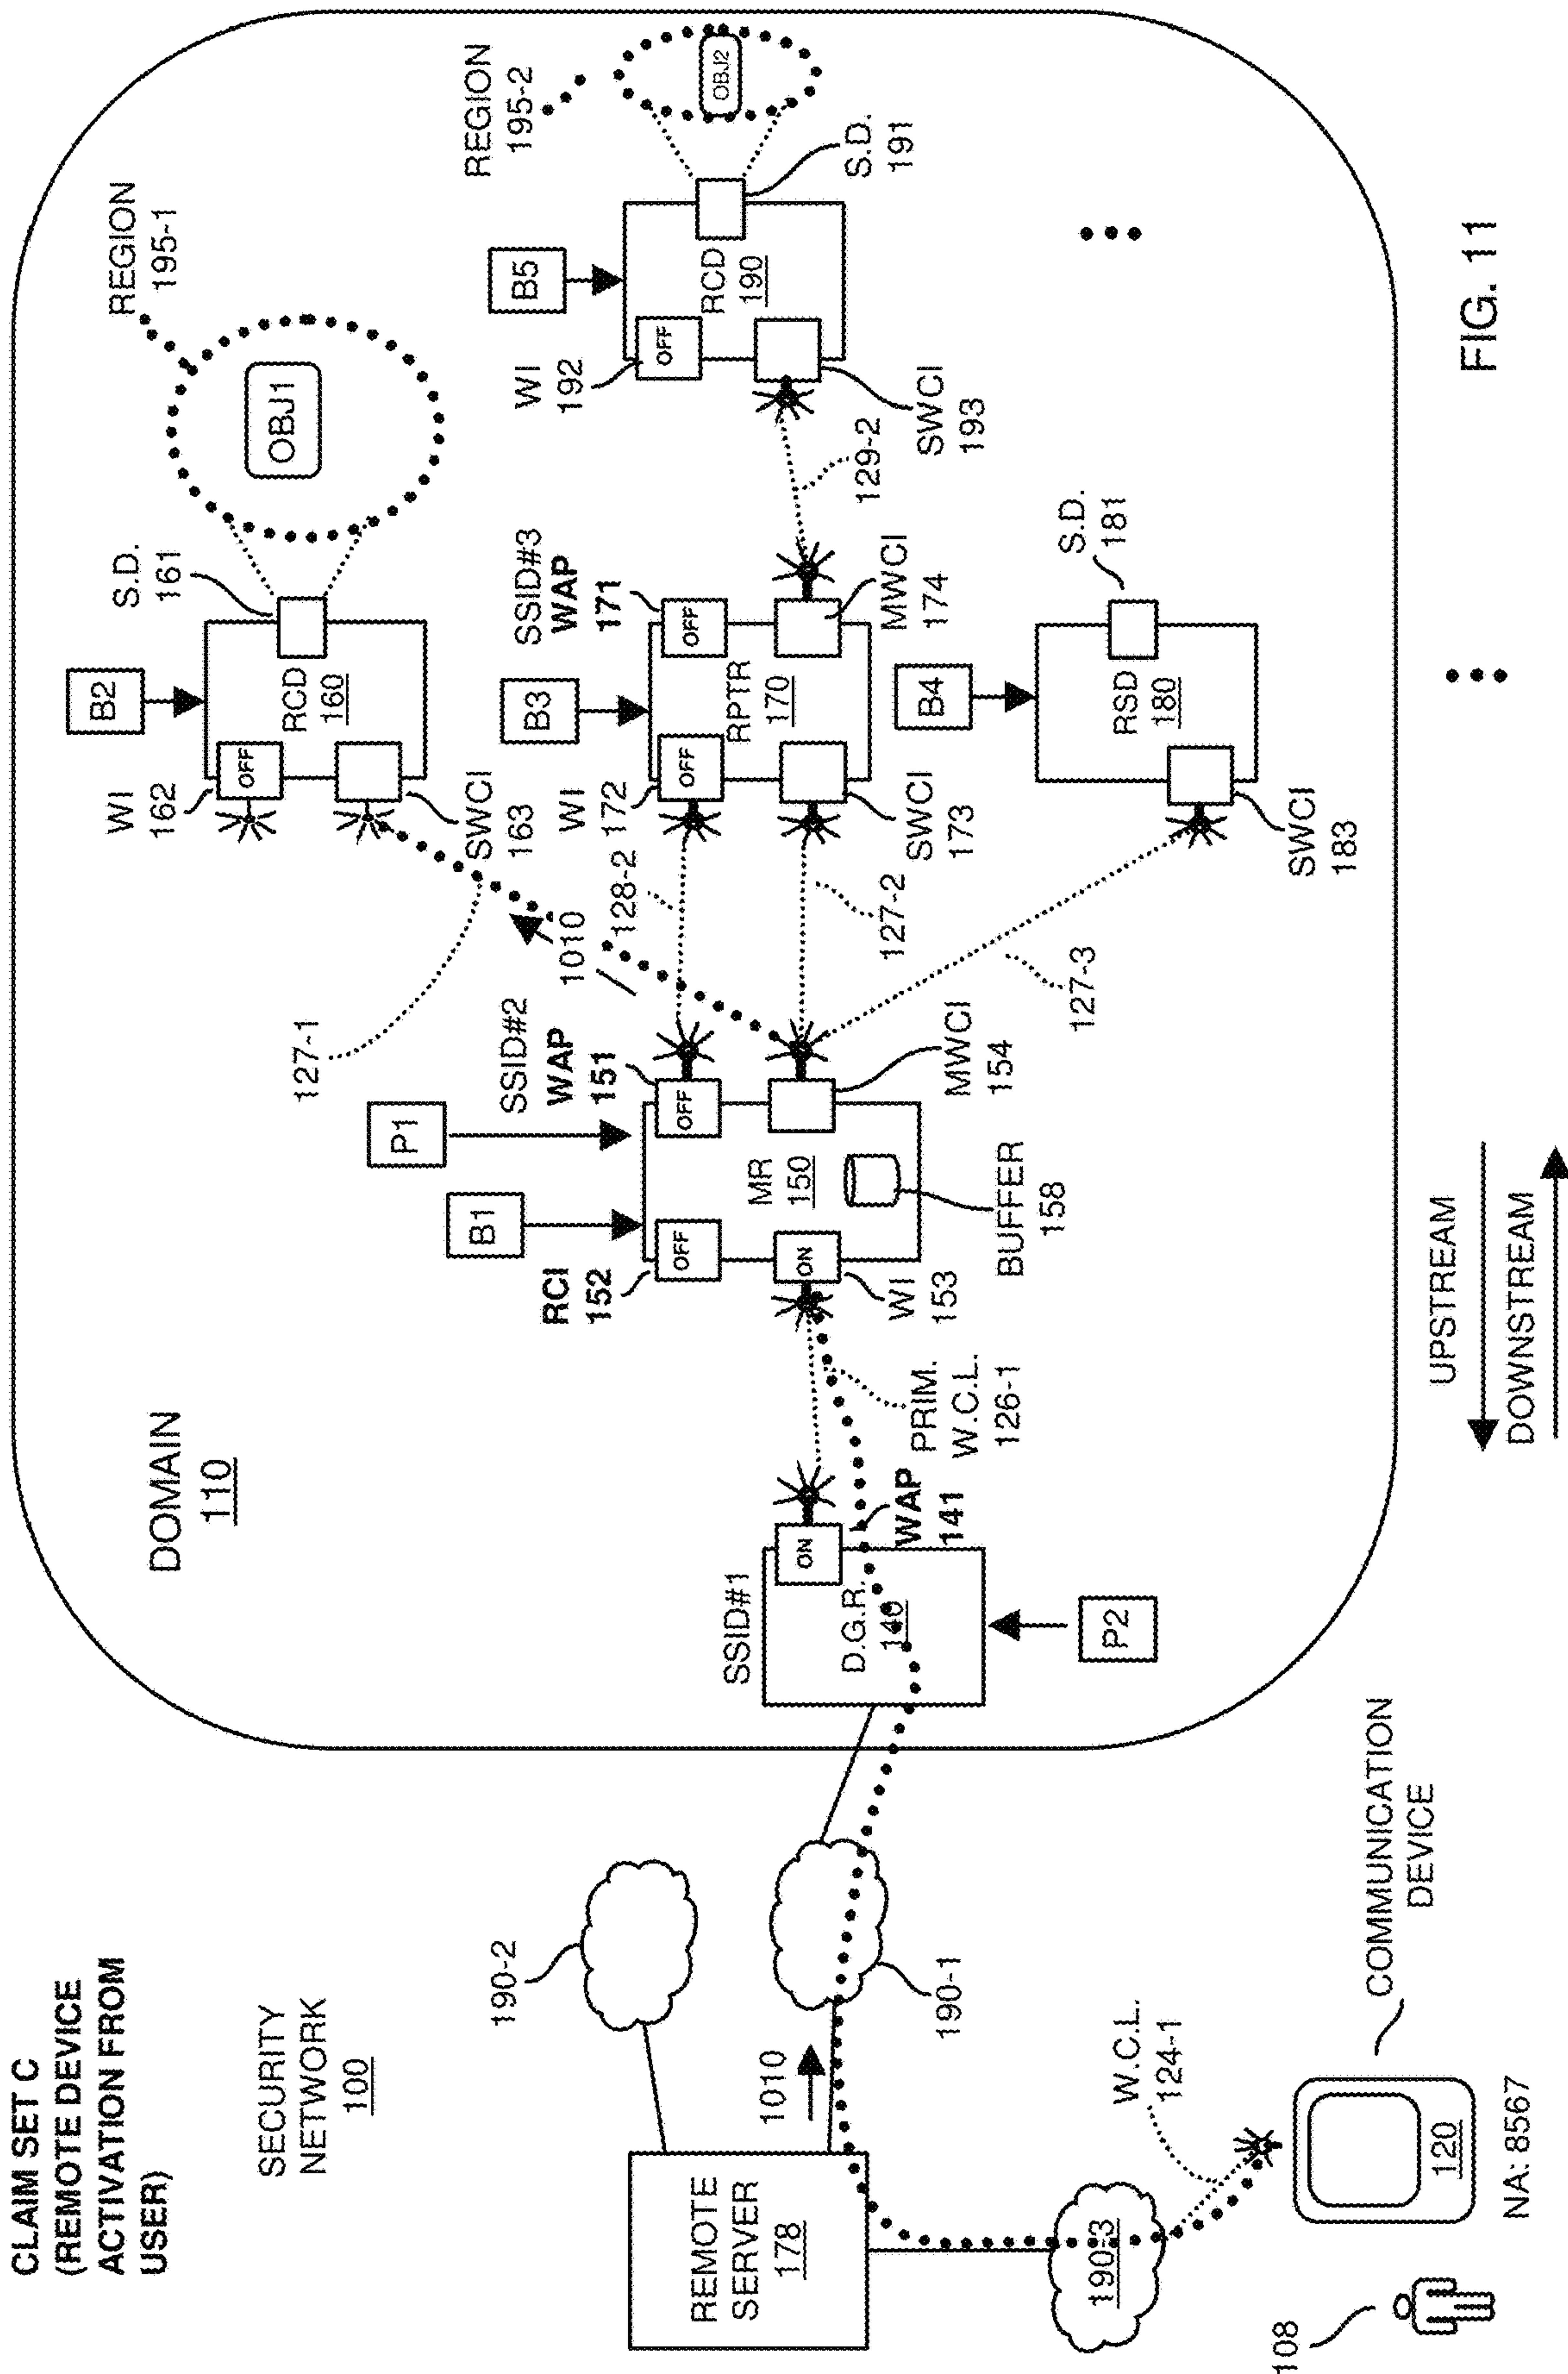 CLAIM SET C
(REMOTE DEVICE
ACTIVATION FROM
USER)
SECURITY
NETWORK
100
DOMAIN
110
REMOTE
SERVER
178
190-2
190-1
190-3
1010
W.C.L.
124-1
120
NA: 8567
COMMUNICATION
DEVICE
108
SSID#1
D.G.R.
140
ON
WAP
141
P2
PRIM.
W.C.L.
126-1
B1
P1
RCI
152
OFF
ON
WI
153
MR
150
BUFFER
158
SSID#2
WAP
151
OFF
MWCI
154
127-1
1010
128-2
127-2
127-3
B2
WI
162
OFF
RCD
160
SWCI
163
S.D.
161
REGION
195-1
OBJ1
B3
WI
172
OFF
RPTR
170
SWCI
173
SSID#3
WAP
171
OFF
MWCI
174
129-2
B4
RSD
180
S.D.
181
SWCI
183
B5
WI
192
OFF
RCD
190
SWCI
193
S.D.
191
REGION
195-2
OBJ2
UPSTREAM
DOWNSTREAM
FIG. 11